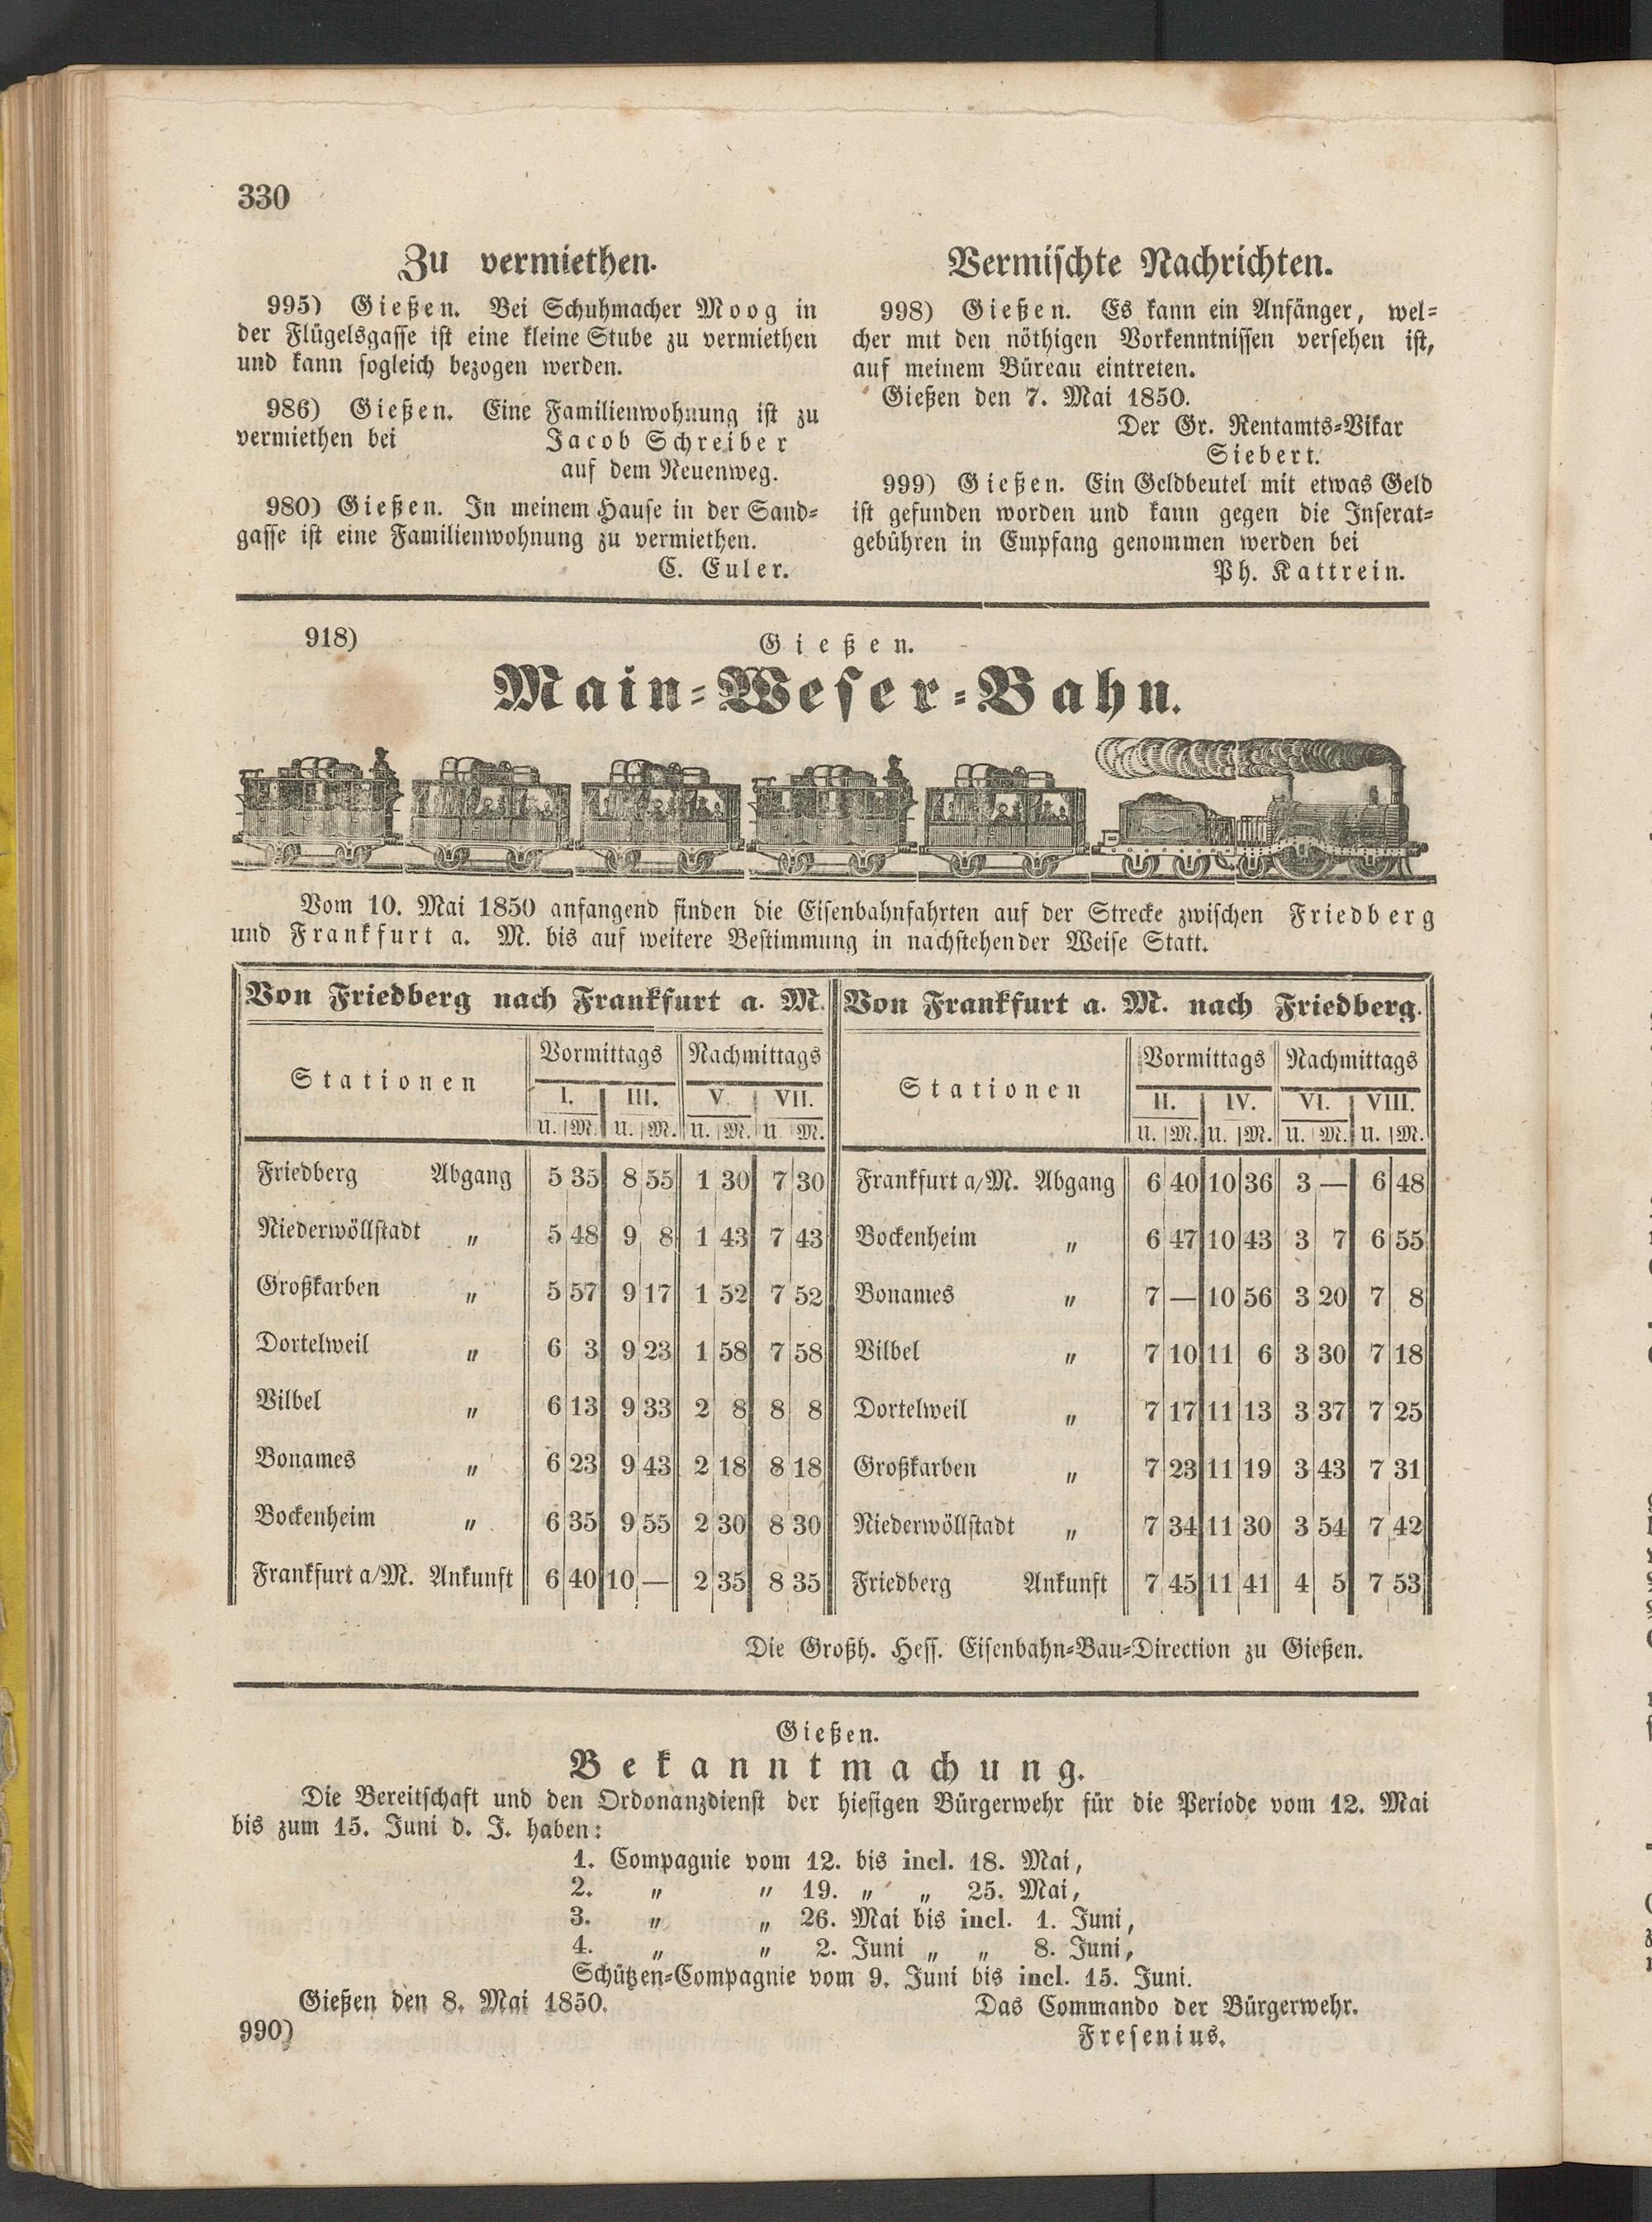 330
Zu vermiethen.
995) Gießen. Bei Schuhmacher Moog in
der Flügelsgasse ist eine kleine Stube zu vermiethen
und kann sogleich bezogen werden.
986) Gießen. Eine Familienwohnung ist zu
vermiethen bei Jacob Schreiber
auf dem Neuenweg.
980) Gießen. In meinem Hause in der Sand-
gasse ist eine Familienwohnung zu vermiethen.
C. Euler.
Vermischte Nachrichten.
998) Gießen. Es kann ein Anfänger, wel-
cher mit den nöthigen Vorkenntnissen versehen ist,
auf meinem Büreau eintreten.
Gießen den 7. Mai 1850.
Der Gr. Rentamts-Vikar
Siebert.
999) Gießen. Ein Geldbeutel mit etwas Geld
ist gefunden worden und kann gegen die Inserat-
gebühren in Empfang genommen werden bei
Ph. Kattrein.
918) Gießen.
Main-Weser-Bahn.
Vom 10. Mai 1850 anfangend finden die Eisenbahnfahrten auf der Strecke zwischen Friedberg
und Frankfurt a. M. bis auf weitere Bestimmung in nachstehender Weise Statt.
Von Friedberg nach Frankfurt a. M.
Stationen Vormittags Nachmittags
I. III. V. VII.
U. M. U. M. U. M. U. M.
Friedberg Abgang 5 35 8 55 1 30 7 30
Niederwöllstadt „ 5 48 9 8 1 43 7 43
Großkarben „ 5 57 9 17 1 52 7 52
Dortelweil „ 6 3 9 23 1 58 7 58
Vilbel „ 6 13 9 33 2 8 8 8
Bonames „ 6 23 9 43 2 18 8 18
Bockenheim „ 6 35 9 55 2 30 8 30
Frankfurt a/M. Ankunft 6 40 10 — 2 35 8 35
Von Frankfurt a. M. nach Friedberg.
Stationen Vormittags Nachmittags
II. IV. VI. VIII.
U. M. U. M. U. M. U. M.
Frankfurt a/M. Abgang 6 40 10 36 3 — 6 48
Bockenheim „ 6 47 10 43 3 7 6 55
Bonames „ 7 — 10 56 3 20 7 8
Vilbel „ 7 10 11 6 3 30 7 18
Dortelweil „ 7 17 11 13 3 37 7 25
Großkarben „ 7 23 11 19 3 43 7 31
Niederwöllstadt „ 7 34 11 30 3 54 7 42
Friedberg Ankunft 7 45 11 41 4 5 7 53
Die Großh. Hess. Eisenbahn-Bau-Direction zu Gießen.
Gießen.
Bekanntmachung.
Die Bereitschaft und den Ordonanzdienst der hiesigen Bürgerwehr für die Periode vom 12. Mai
bis zum 15. Juni d. J. haben:
1. Compagnie vom 12. bis incl. 18. Mai,
2. „ „ 19. „ „ 25. Mai,
3. „ „ 26. Mai bis incl. 1. Juni,
4. „ „ 2. Juni „ „ 8. Juni,
Schützen-Compagnie vom 9. Juni bis incl. 15. Juni.
Gießen den 8. Mai 1850. Das Commando der Bürgerwehr.
990) Fresenius.